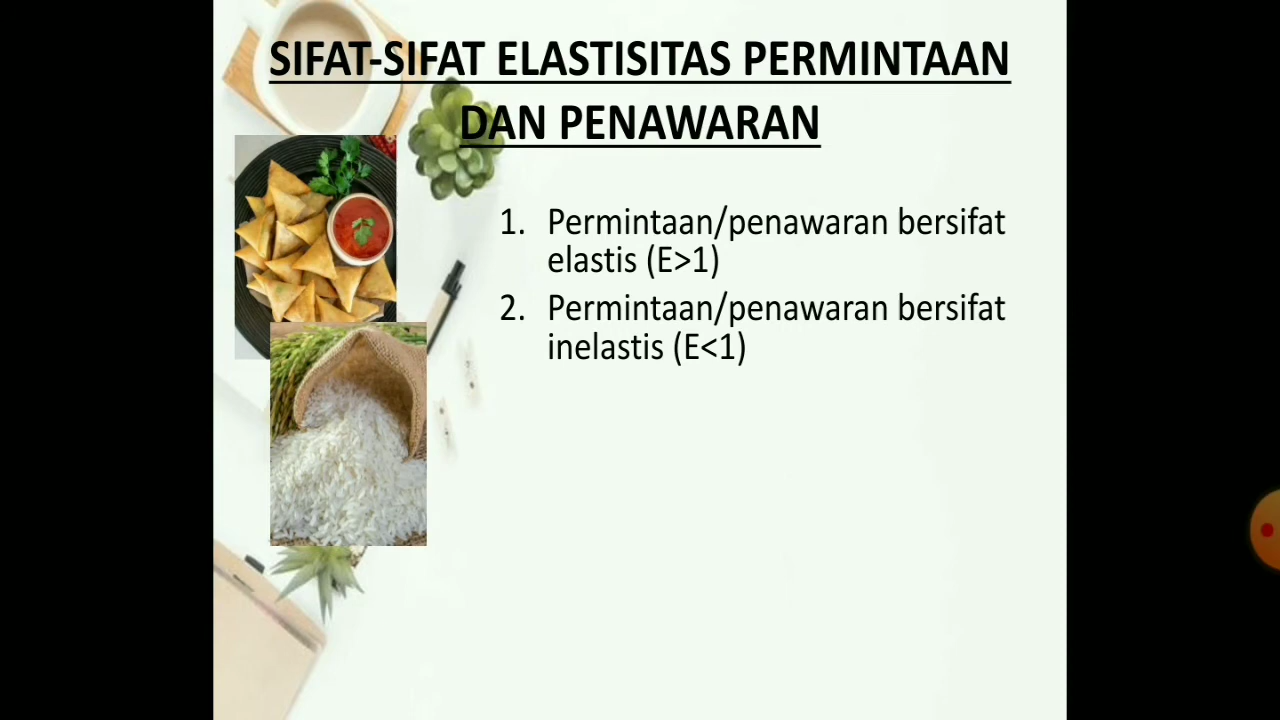 SIFAT-SIFAT ELASTISITAS PERMINTAAN
DAN PENAWARAN
1. Permintaan/penawaran bersifat
elastis (E>1)
2. Permintaan/penawaran bersifat
inelastis (E<1)